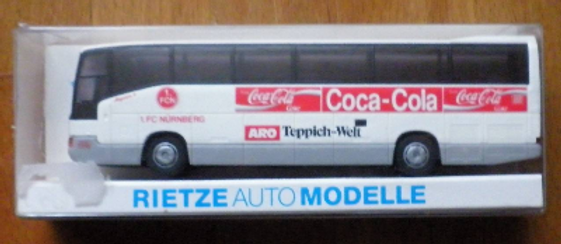 1.
FCN
1. FC NÜRNBERG
Coca-Cola
Coca-Cola
Coca-Cola
ARO Teppich-Welt
RIETZE AUTO MODELLE